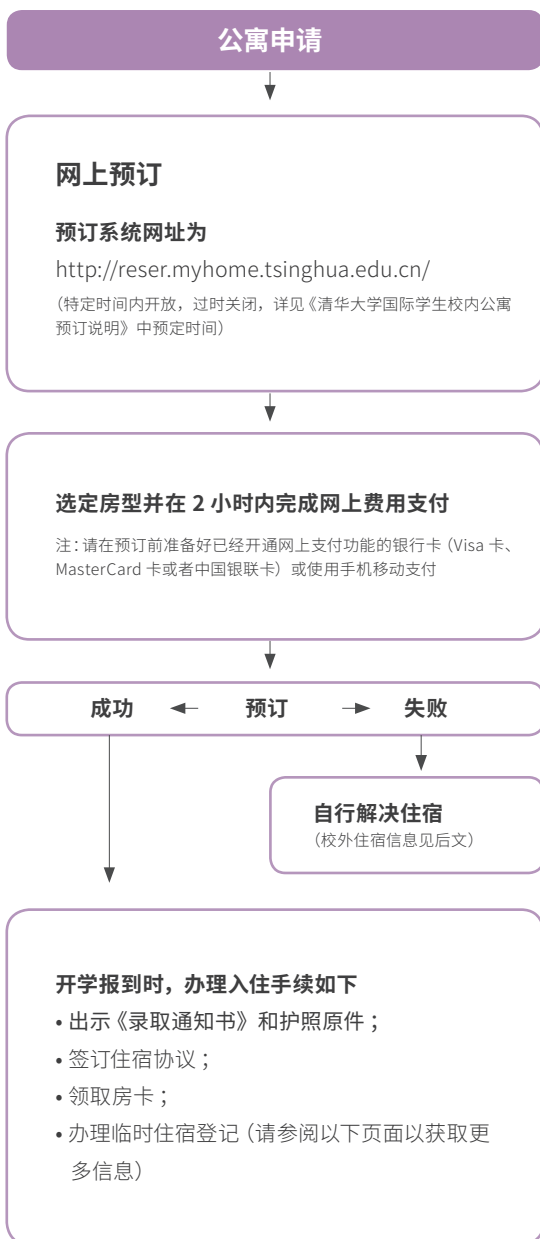 公寓申请
网上预订
预订系统网址为
http://reser.myhome.tsinghua.edu.cn/
（特定时间内开放，过时关闭，详见《清华大学国际学生校内公寓
预订说明》中预定时间）
选定房型并在 2 小时内完成网上费用支付
注：请在预订前准备好已经开通网上支付功能的银行卡（Visa 卡、
MasterCard 卡或者中国银联卡）或使用手机移动支付
成功 预订 失败
自行解决住宿
（校外住宿信息见后文）
开学报到时，办理入住手续如下
• 出示《录取通知书》和护照原件；
• 签订住宿协议；
• 领取房卡；
• 办理临时住宿登记（请参阅以下页面以获取更
多信息）